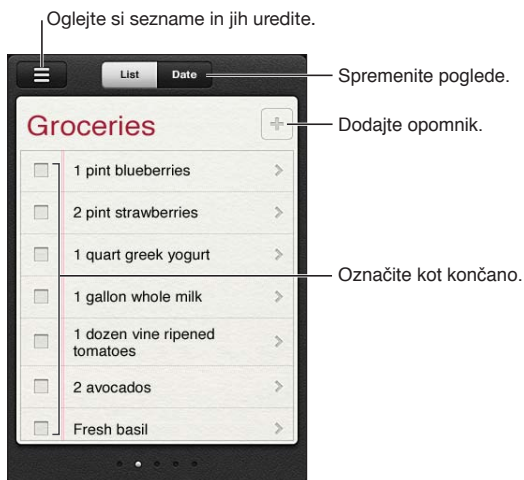 Oglejte si sezname in jih uredite.
List Date
Spremenite poglede.
Groceries
Dodajte opomnik.
1 pint blueberries
2 pint strawberries
1 quart greek yogurt
Označite kot končano.
1 gallon whole milk
1 dozen vine ripened
tomatoes
2 avocados
Fresh basil